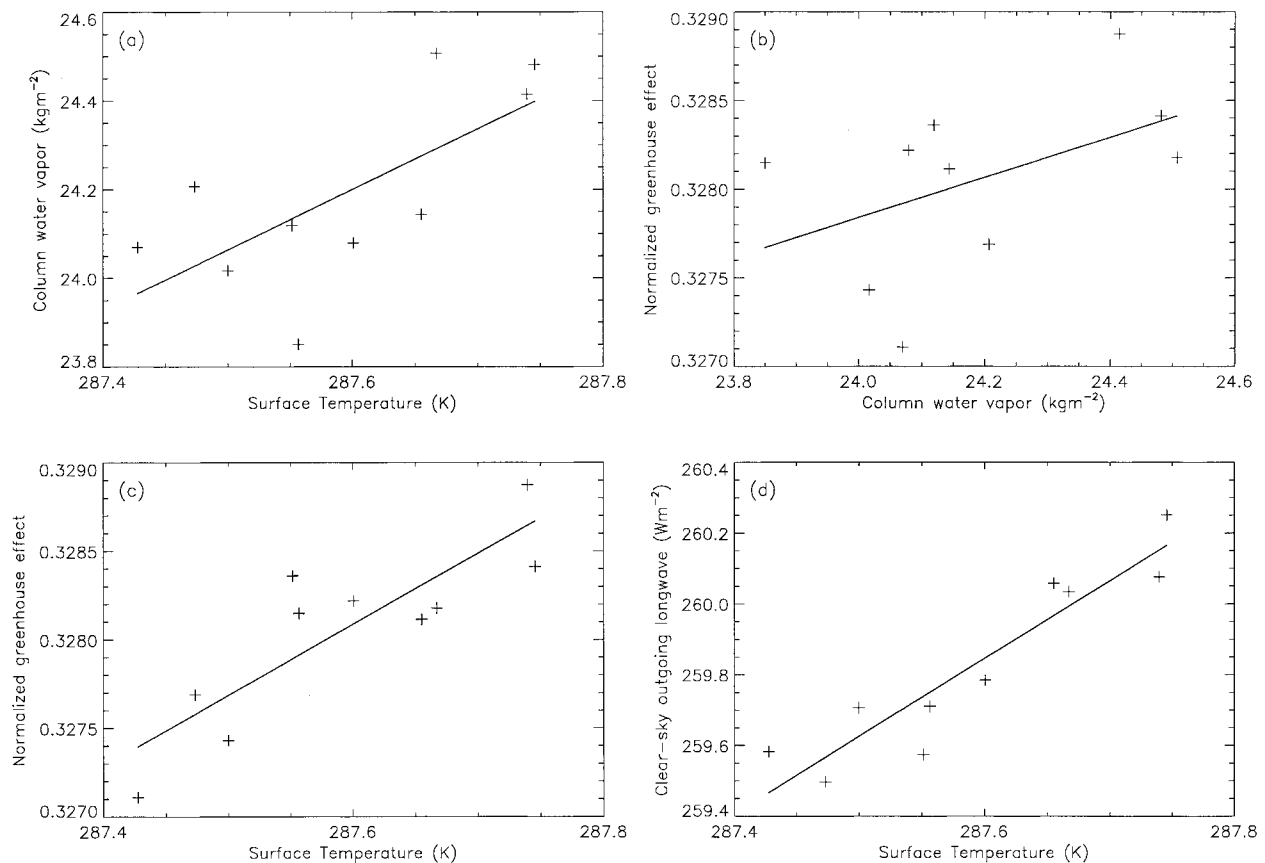 (a)
Column water vapor (kgm⁻²)
24.6
24.4
24.2
24.0
23.8
287.4
287.6
287.8
Surface Temperature (K)
(b)
Normalized greenhouse effect
0.3290
0.3285
0.3280
0.3275
0.3270
23.8
24.0
24.2
24.4
24.6
Column water vapor (kgm⁻²)
(c)
Normalized greenhouse effect
0.3290
0.3285
0.3280
0.3275
0.3270
287.4
287.6
287.8
Surface Temperature (K)
(d)
Clear-sky outgoing longwave (Wm⁻²)
260.4
260.2
260.0
259.8
259.6
259.4
287.4
287.6
287.8
Surface Temperature (K)